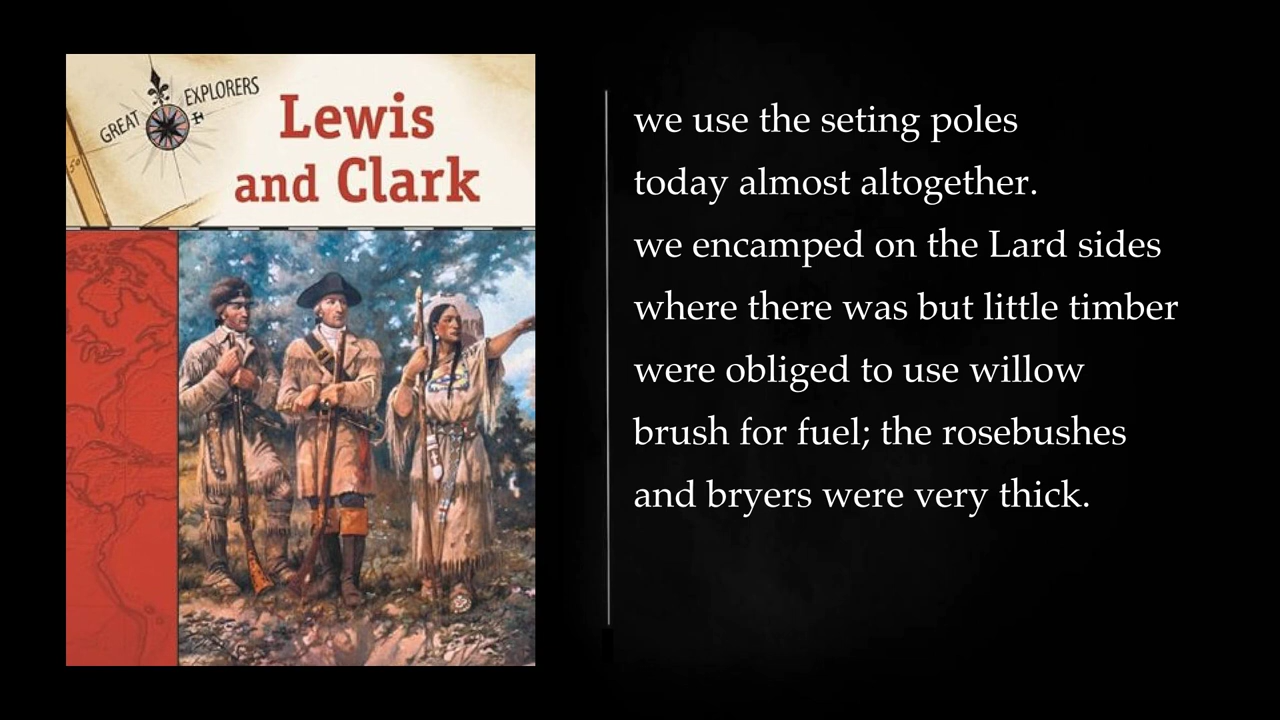 GREAT EXPLORERS
Lewis
and Clark
50
we use the seting poles
today almost altogether.
we encamped on the Lard sides
where there was but little timber
were obliged to use willow
brush for fuel; the rosebushes
and bryers were very thick.